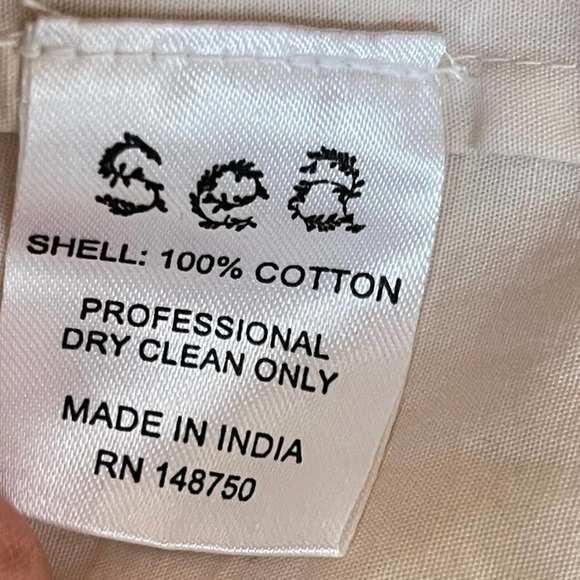 Sea
SHELL: 100% COTTON
PROFESSIONAL
DRY CLEAN ONLY
MADE IN INDIA
RN 148750